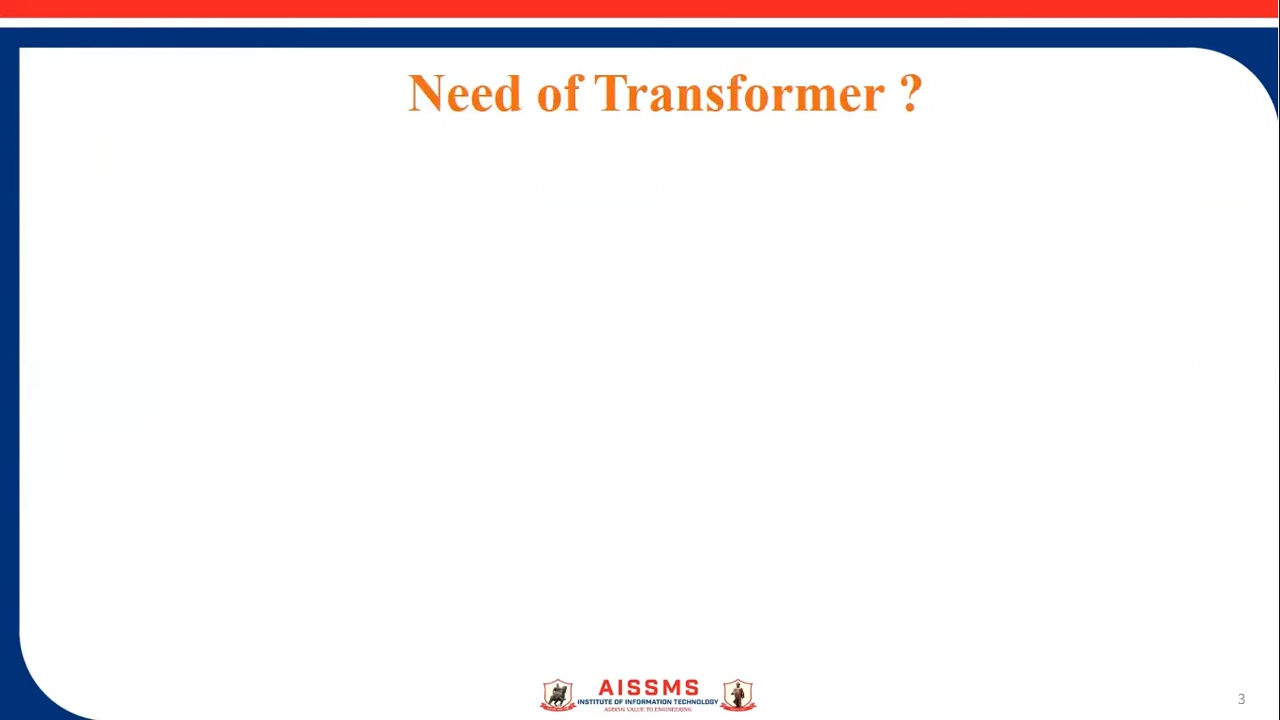 Need of Transformer ?
AISSMS
INSTITUTE OF INFORMATION TECHNOLOGY
ADDING VALUE TO ENGINEERING
3